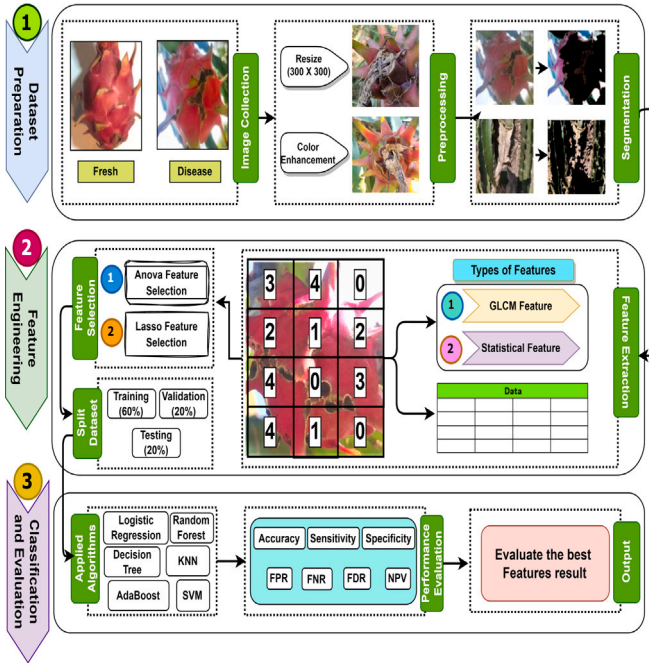 1
Dataset
Preparation
Fresh
Disease
Image Collection
Resize
(300 X 300)
Color
Enhancement
Preprocessing
Segmentation
2
Feature
Engineering
Feature
Selection
1
Anova Feature
Selection
2
Lasso Feature
Selection
Split
Dataset
Training
(60%)
Validation
(20%)
Testing
(20%)
3 4 0
2 1 2
4 0 3
4 1 0
Types of Features
1
GLCM Feature
2
Statistical Feature
Data
Feature Extraction
3
Classification
and Evaluation
Applied
Algorithms
Logistic
Regression
Random
Forest
Decision
Tree
KNN
AdaBoost
SVM
Accuracy
Sensitivity
Specificity
FPR
FNR
FDR
NPV
Performance
Evaluation
Evaluate the best
Features result
Output